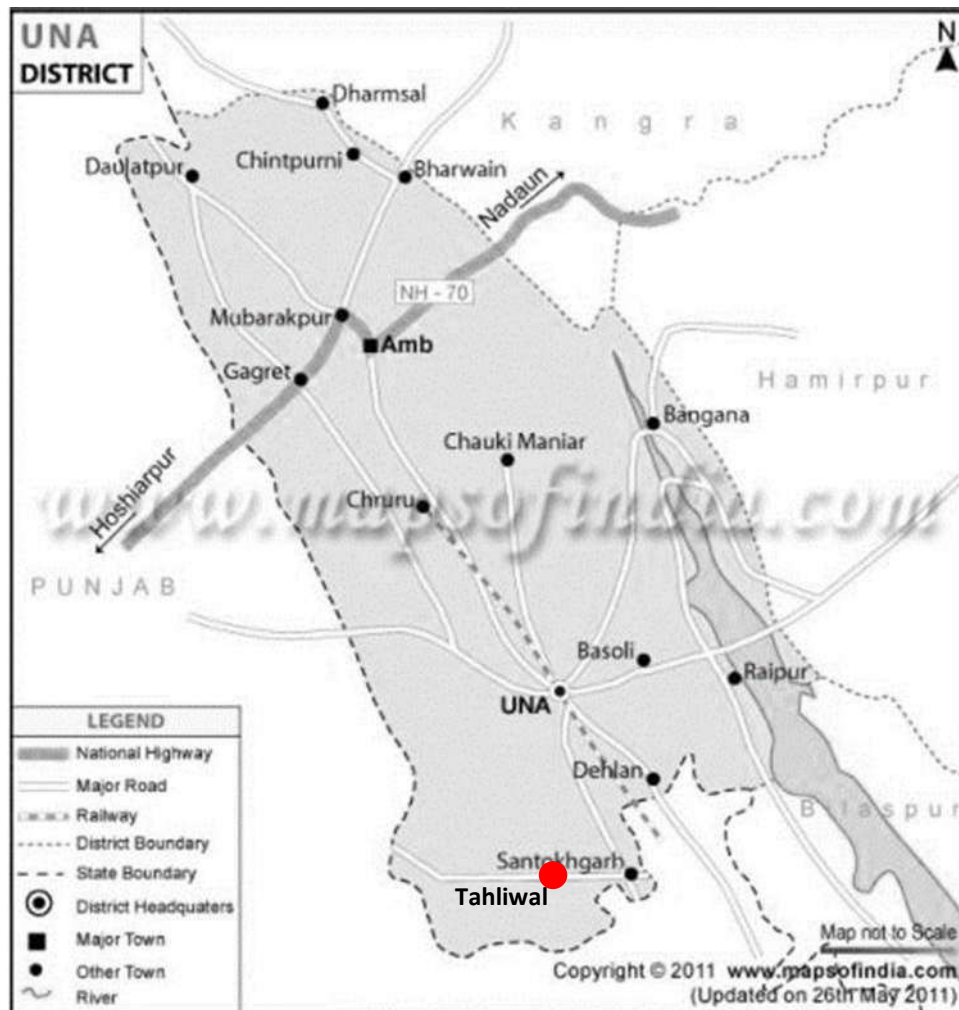 UNA
DISTRICT
N
Dharmsal
Kangra
Chintpurni
Daulatpur
Bharwain
Nadaun
NH - 70
Mubarakpur
Amb
Gagret
Hamirpur
Bangana
Chauki Maniar
Hoshiarpur
www.mapsofindia.com
Chruru
PUNJAB
Basoli
Raipur
UNA
LEGEND
National Highway
Major Road
Railway
District Boundary
State Boundary
District Headquaters
Major Town
Other Town
River
Dehlan
Bilaspur
Santokhgarh
Tahliwal
Map not to Scale
Copyright © 2011 www.mapsofindia.com
(Updated on 26th May 2011)